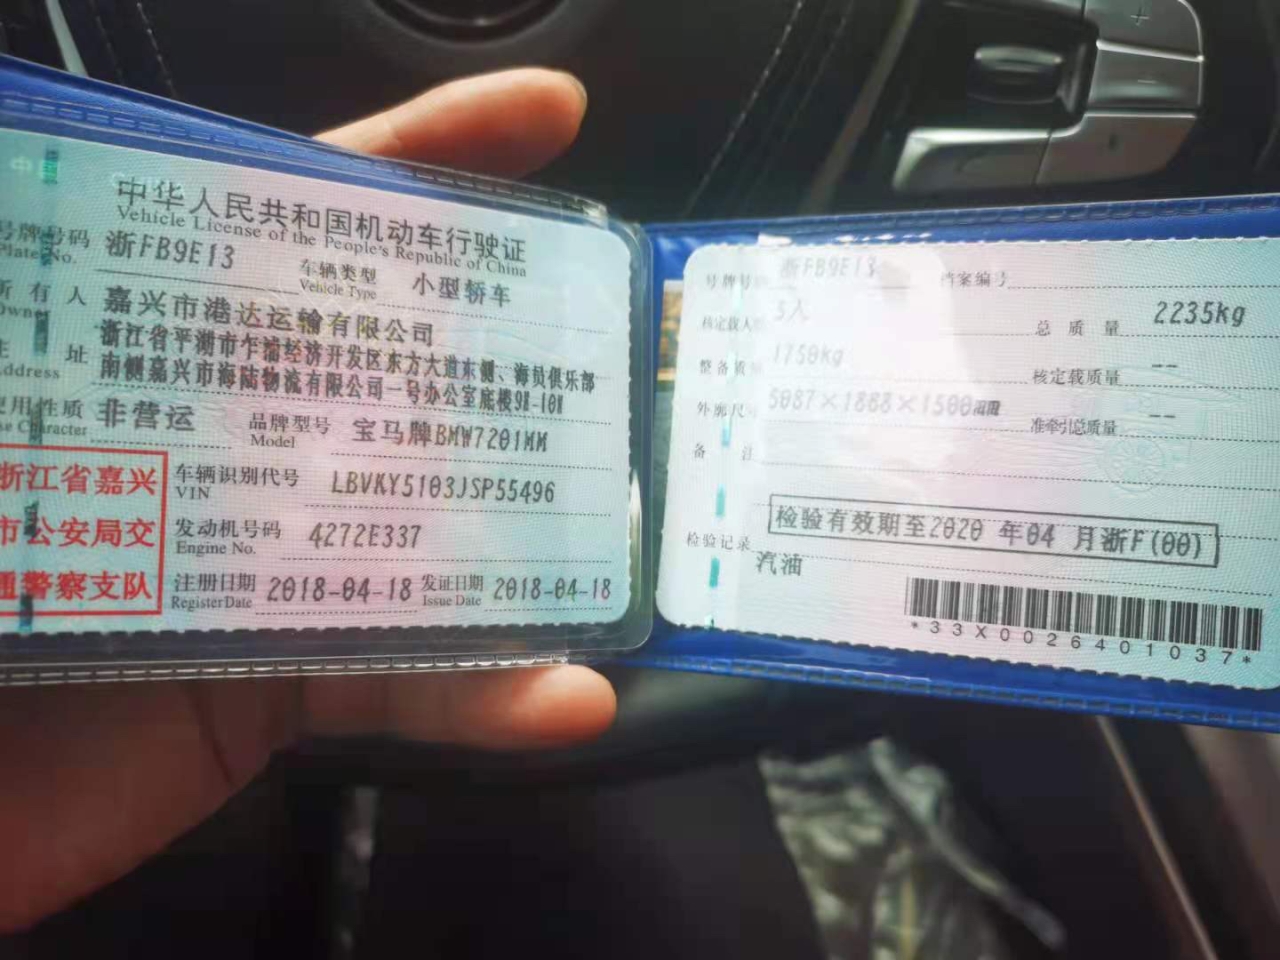 中国
中华人民共和国机动车行驶证
Vehicle License of the People's Republic of China
号牌号码 浙FB9E13 车辆类型 小型轿车
Plate No. Vehicle Type
所有人 嘉兴市港达运输有限公司
Owner
住址 浙江省平湖市乍浦经济开发区东方大道东侧、海员俱乐部
Address 南侧嘉兴市海陆物流有限公司一号办公室底楼9#-10#
使用性质 非营运 品牌型号 宝马牌BMW7201MM
Use Character Model
浙江省嘉兴
市公安局交
通警察支队
车辆识别代号 LBVKY5103JSP55496
VIN
发动机号码 4272E337
Engine No.
注册日期 2018-04-18 发证日期 2018-04-18
Register Date Issue Date
号牌号码 浙FB9E13 档案编号
核定载人数 5人 总质量 2235kg
整备质量 1750kg 核定载质量 --
外廓尺寸 5087×1868×1500mm 准牵引总质量 --
备注
检验有效期至2020 年04 月浙F(00)
检验记录
汽油
*33X0026401037*